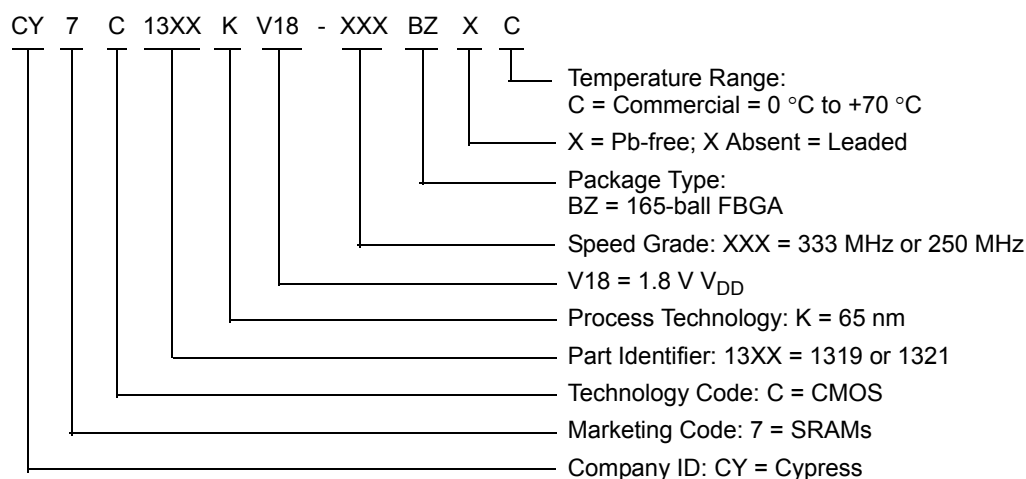 CY 7 C 13XX K V18 - XXX BZ X C
Temperature Range:
C = Commercial = 0 °C to +70 °C
X = Pb-free; X Absent = Leaded
Package Type:
BZ = 165-ball FBGA
Speed Grade: XXX = 333 MHz or 250 MHz
V18 = 1.8 V VDD
Process Technology: K = 65 nm
Part Identifier: 13XX = 1319 or 1321
Technology Code: C = CMOS
Marketing Code: 7 = SRAMs
Company ID: CY = Cypress